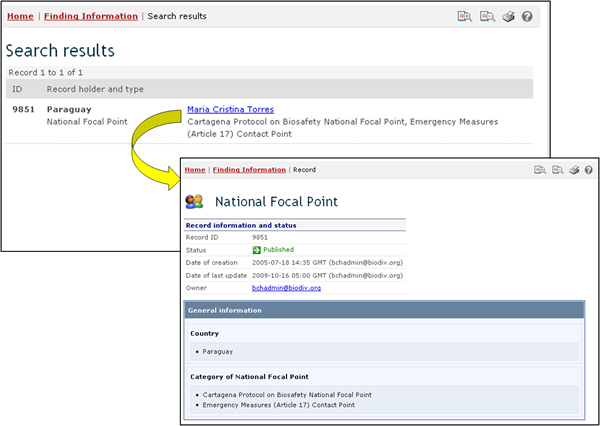 Home | Finding Information | Search results
Search results
Record 1 to 1 of 1
ID Record holder and type
9851 Paraguay Maria Cristina Torres
National Focal Point Cartagena Protocol on Biosafety National Focal Point, Emergency Measures
(Article 17) Contact Point
Home | Finding Information | Record
National Focal Point
Record information and status
Record ID 9851
Status Published
Date of creation 2005-07-18 14:35 GMT (bchadmin@biodiv.org)
Date of last update 2009-10-16 05:00 GMT (bchadmin@biodiv.org)
Owner bchadmin@biodiv.org
General information
Country
• Paraguay
Category of National Focal Point
• Cartagena Protocol on Biosafety National Focal Point
• Emergency Measures (Article 17) Contact Point